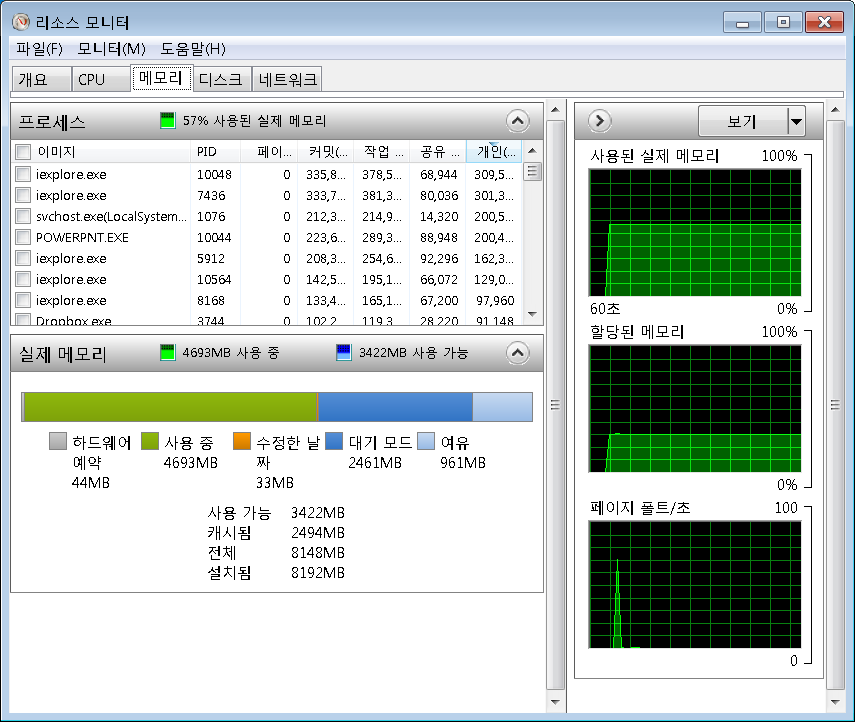 리소스 모니터
파일(F) 모니터(M) 도움말(H)
개요 CPU 메모리 디스크 네트워크
프로세스 57% 사용된 실제 메모리
이미지 PID 페이... 커밋(... 작업 ... 공유 ... 개인(...
iexplore.exe 10048 0 335,8... 378,5... 68,944 309,5...
iexplore.exe 7436 0 333,7... 381,3... 80,036 301,3...
svchost.exe(LocalSystem... 1076 0 212,3... 214,9... 14,320 200,5...
POWERPNT.EXE 10044 0 223,6... 289,3... 88,948 200,4...
iexplore.exe 5912 0 208,3... 254,6... 92,296 162,3...
iexplore.exe 10564 0 142,5... 195,1... 66,072 129,0...
iexplore.exe 8168 0 133,4... 165,1... 67,200 97,960
Dropbox.exe 3744 0 102,2... 119,3... 28,220 91,148
실제 메모리 4693MB 사용 중 3422MB 사용 가능
하드웨어 예약 44MB
사용 중 4693MB
수정한 날짜 33MB
대기 모드 2461MB
여유 961MB
사용 가능 3422MB
캐시됨 2494MB
전체 8148MB
설치됨 8192MB
보기
사용된 실제 메모리 100%
60초 0%
할당된 메모리 100%
0%
페이지 폴트/초 100
0